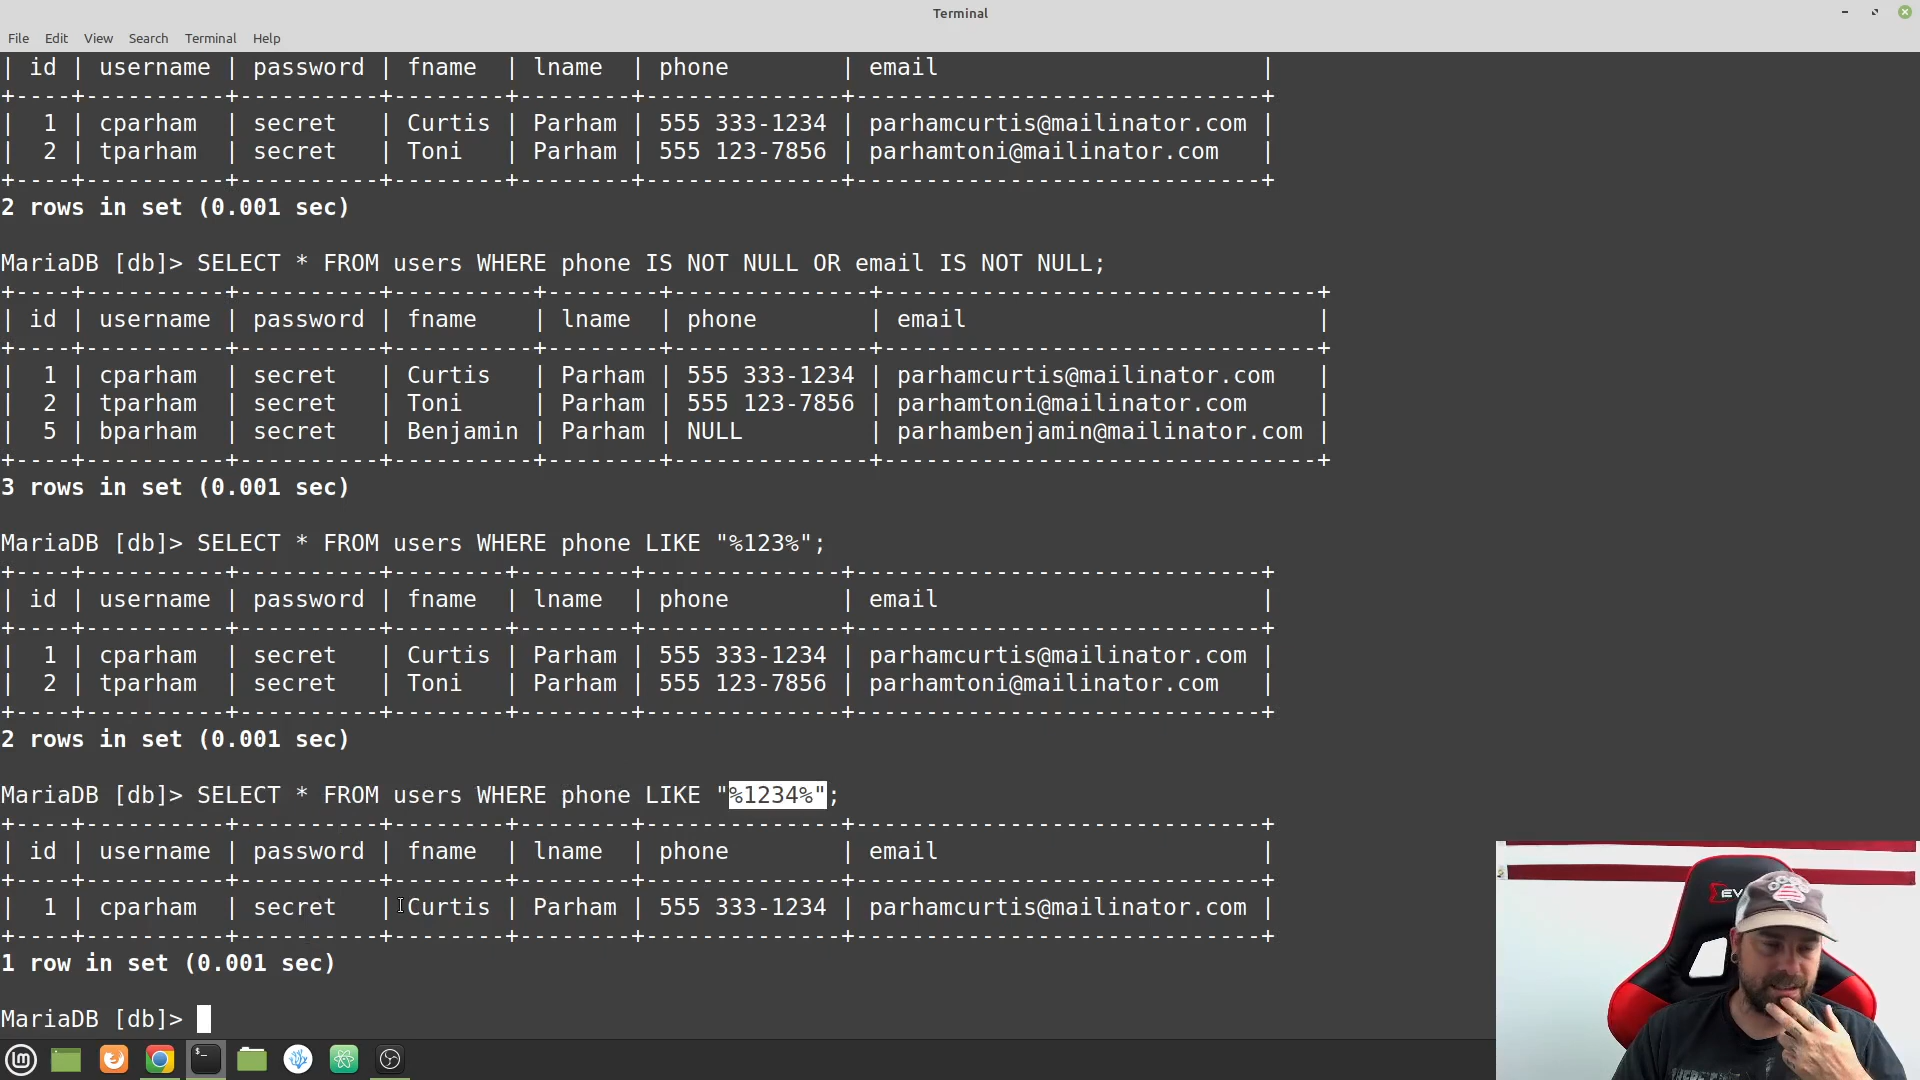 Terminal
File Edit View Search Terminal Help
| id | username | password | fname | lname | phone | email |
+----+----------+----------+--------+--------+--------------+-----------------------------+
| 1 | cparham | secret | Curtis | Parham | 555 333-1234 | parhamcurtis@mailinator.com |
| 2 | tparham | secret | Toni | Parham | 555 123-7856 | parhamtoni@mailinator.com |
+----+----------+----------+--------+--------+--------------+-----------------------------+
2 rows in set (0.001 sec)
MariaDB [db]> SELECT * FROM users WHERE phone IS NOT NULL OR email IS NOT NULL;
+----+----------+----------+----------+--------+--------------+-------------------------------+
| id | username | password | fname | lname | phone | email |
+----+----------+----------+----------+--------+--------------+-------------------------------+
| 1 | cparham | secret | Curtis | Parham | 555 333-1234 | parhamcurtis@mailinator.com |
| 2 | tparham | secret | Toni | Parham | 555 123-7856 | parhamtoni@mailinator.com |
| 5 | bparham | secret | Benjamin | Parham | NULL | parhambenjamin@mailinator.com |
+----+----------+----------+----------+--------+--------------+-------------------------------+
3 rows in set (0.001 sec)
MariaDB [db]> SELECT * FROM users WHERE phone LIKE "%123%";
+----+----------+----------+--------+--------+--------------+-----------------------------+
| id | username | password | fname | lname | phone | email |
+----+----------+----------+--------+--------+--------------+-----------------------------+
| 1 | cparham | secret | Curtis | Parham | 555 333-1234 | parhamcurtis@mailinator.com |
| 2 | tparham | secret | Toni | Parham | 555 123-7856 | parhamtoni@mailinator.com |
+----+----------+----------+--------+--------+--------------+-----------------------------+
2 rows in set (0.001 sec)
MariaDB [db]> SELECT * FROM users WHERE phone LIKE "%1234%";
+----+----------+----------+--------+--------+--------------+-----------------------------+
| id | username | password | fname | lname | phone | email |
+----+----------+----------+--------+--------+--------------+-----------------------------+
| 1 | cparham | secret | Curtis | Parham | 555 333-1234 | parhamcurtis@mailinator.com |
+----+----------+----------+--------+--------+--------------+-----------------------------+
1 row in set (0.001 sec)
MariaDB [db]>